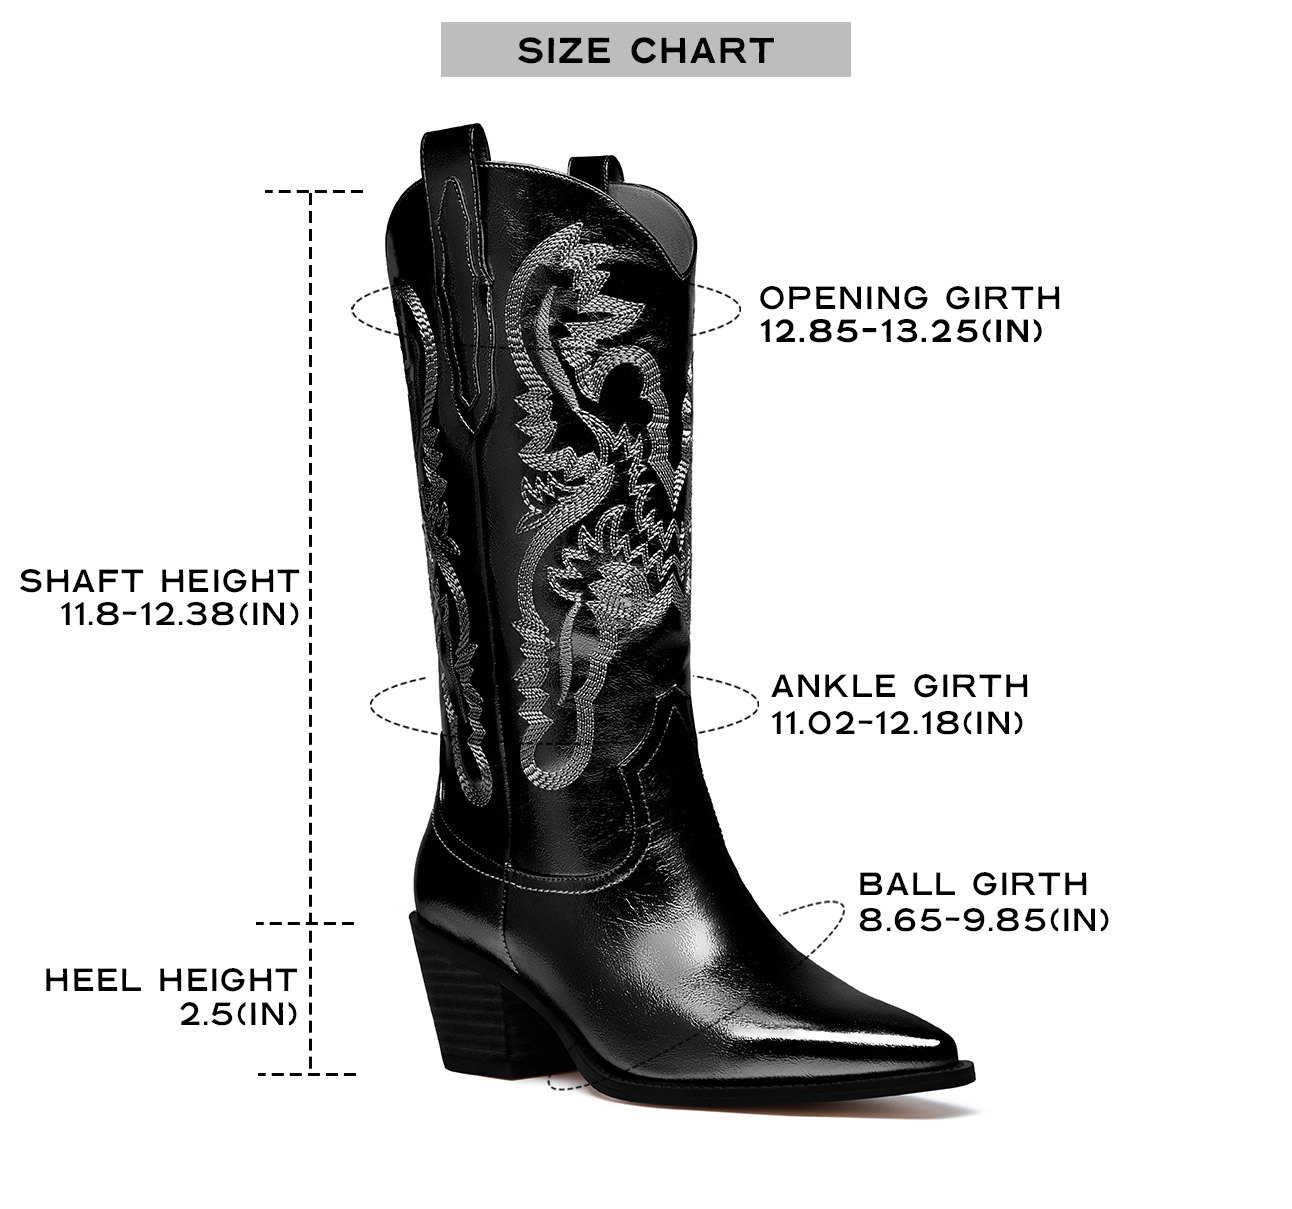 SIZE CHART
OPENING GIRTH
12.85-13.25(IN)
SHAFT HEIGHT
11.8-12.38(IN)
ANKLE GIRTH
11.02-12.18(IN)
BALL GIRTH
8.65-9.85(IN)
HEEL HEIGHT
2.5(IN)